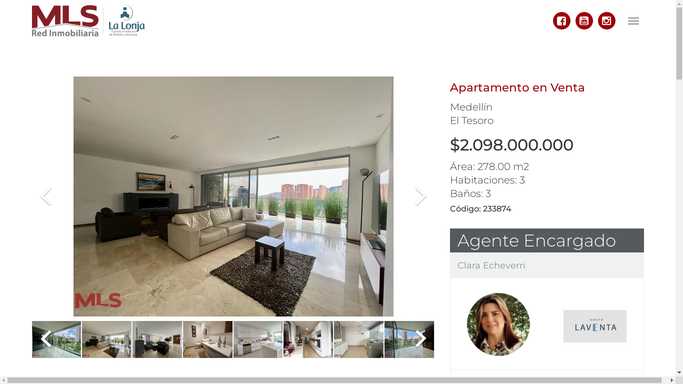 MLS
Red Inmobiliaria
La Lonja
Apartamento en Venta
Medellín
El Tesoro
$2.098.000.000
Área: 278.00 m2
Habitaciones: 3
Baños: 3
Código: 233874
MLS
Agente Encargado
Clara Echeverri
LAVENTA